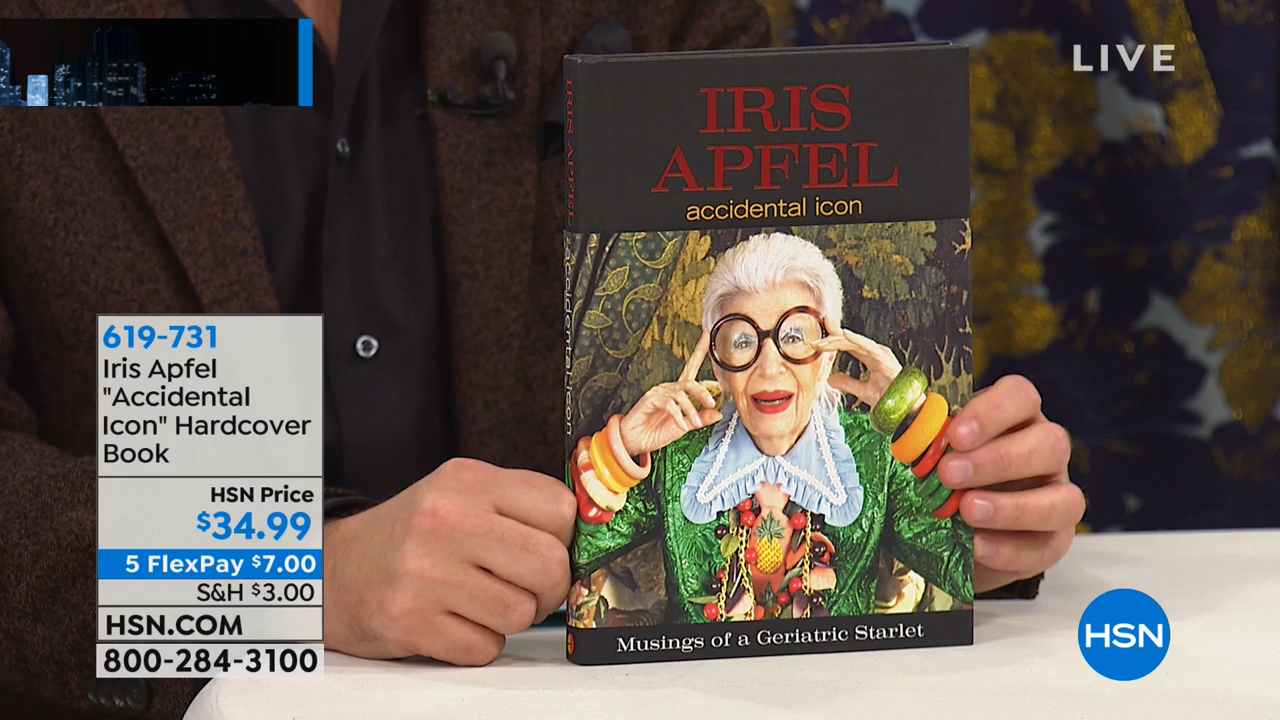 LIVE
IRIS
APFEL
accidental icon
IRIS APFEL accidental icon
619-731
Iris Apfel
"Accidental
Icon" Hardcover
Book
HSN Price
$34.99
5 FlexPay $7.00
S&H $3.00
HSN.COM
800-284-3100
Musings of a Geriatric Starlet
HSN